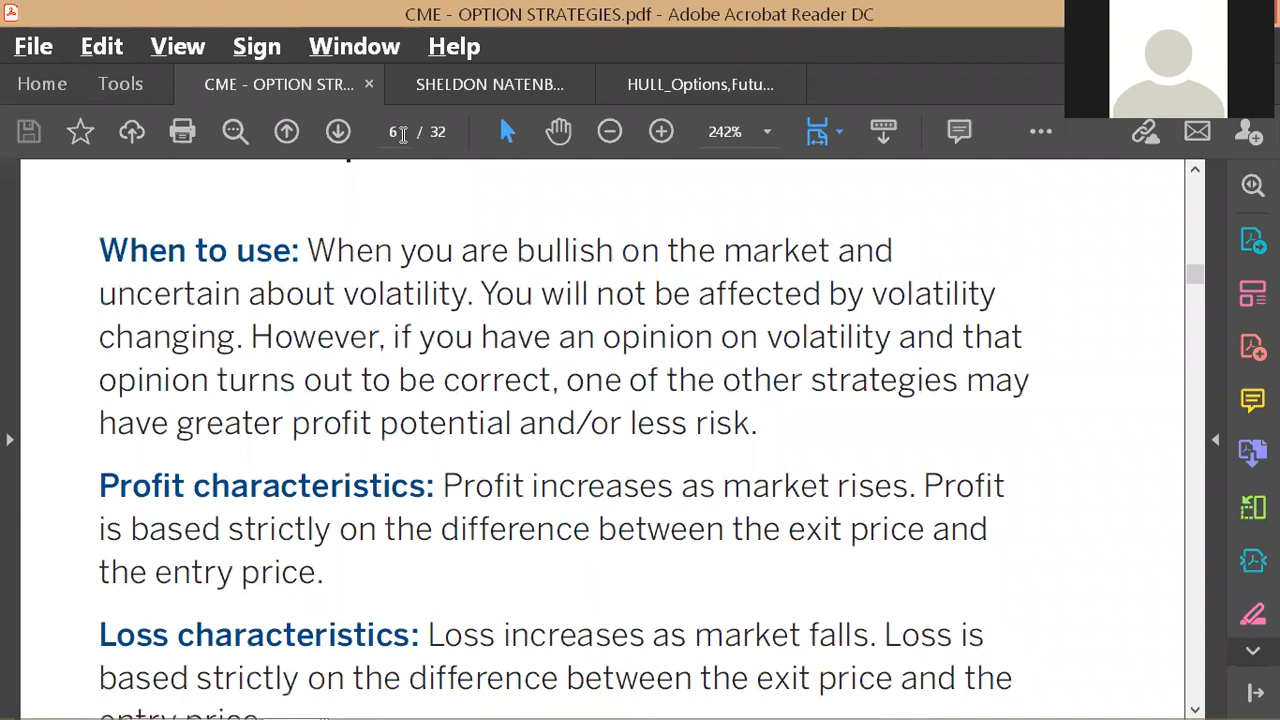 CME - OPTION STRATEGIES.pdf - Adobe Acrobat Reader DC
File Edit View Sign Window Help
Home Tools CME - OPTION STR... × SHELDON NATENB... HULL_Options,Futu...
6 / 32 242%
When to use: When you are bullish on the market and
uncertain about volatility. You will not be affected by volatility
changing. However, if you have an opinion on volatility and that
opinion turns out to be correct, one of the other strategies may
have greater profit potential and/or less risk.
Profit characteristics: Profit increases as market rises. Profit
is based strictly on the difference between the exit price and
the entry price.
Loss characteristics: Loss increases as market falls. Loss is
based strictly on the difference between the exit price and the
entry price.